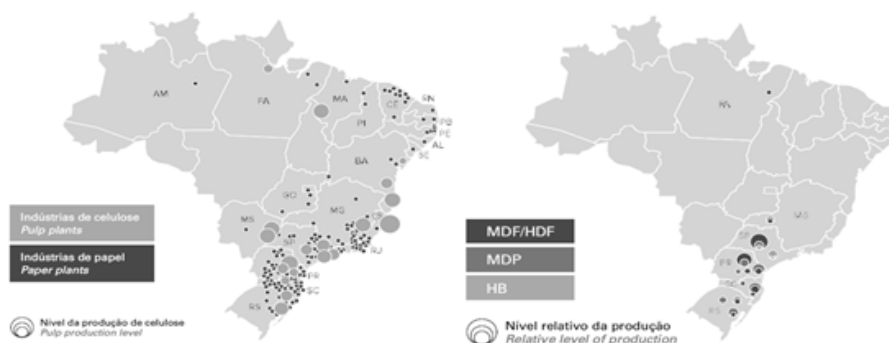 AM
PA
MA
CE
RN
PB
PE
AL
SE
PI
BA
GO
MG
ES
MS
SP
RJ
PR
SC
RS
Indústrias de celulose
Pulp plants
Indústrias de papel
Paper plants
Nível da produção de celulose
Pulp production level
PA
MG
SP
PR
SC
RS
MDF/HDF
MDP
HB
Nível relativo da produção
Relative level of production